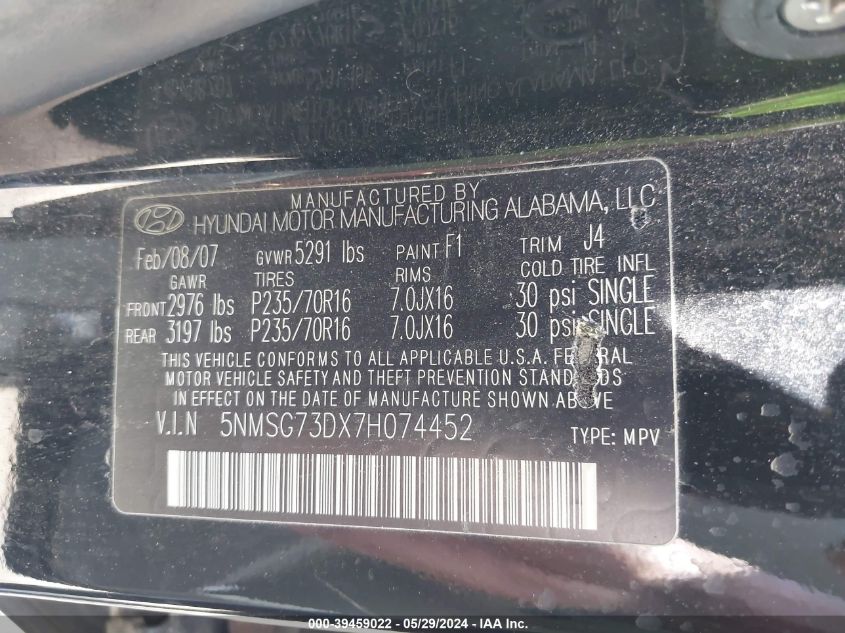 MANUFACTURED BY
HYUNDAI MOTOR MANUFACTURING ALABAMA, LLC
Feb/08/07 GVWR 5291 lbs PAINT F1 TRIM J4
GAWR TIRES RIMS COLD TIRE INFL
FRONT 2976 lbs P235/70R16 7.0JX16 30 psi SINGLE
REAR 3197 lbs P235/70R16 7.0JX16 30 psi SINGLE
THIS VEHICLE CONFORMS TO ALL APPLICABLE U.S.A. FEDERAL
MOTOR VEHICLE SAFETY AND THEFT PREVENTION STANDARDS
IN EFFECT ON THE DATE OF MANUFACTURE SHOWN ABOVE.
V.I.N 5NMSG73DX7H074452 TYPE: MPV
000-39459022 - 05/29/2024 - IAA Inc.